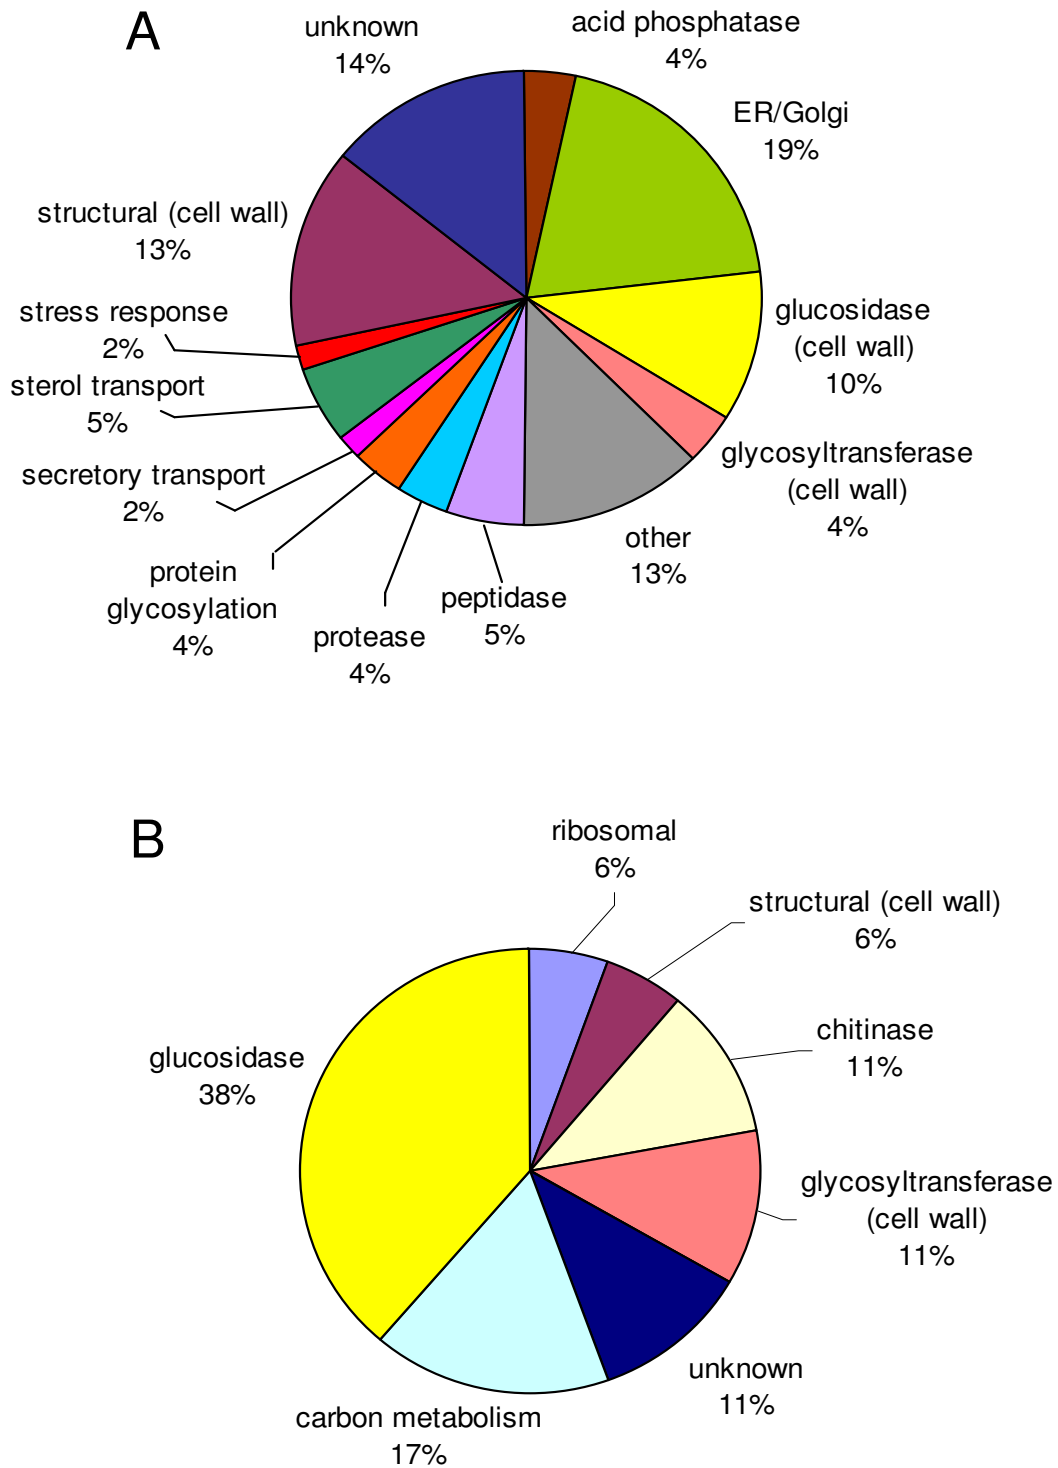 A
unknown
14%
acid phosphatase
4%
ER/Golgi
19%
structural (cell wall)
13%
glucosidase
(cell wall)
10%
stress response
2%
sterol transport
5%
glycosyltransferase
(cell wall)
4%
secretory transport
2%
other
13%
protein
glycosylation
4%
peptidase
5%
protease
4%
B
ribosomal
6%
structural (cell wall)
6%
chitinase
11%
glucosidase
38%
glycosyltransferase
(cell wall)
11%
unknown
11%
carbon metabolism
17%